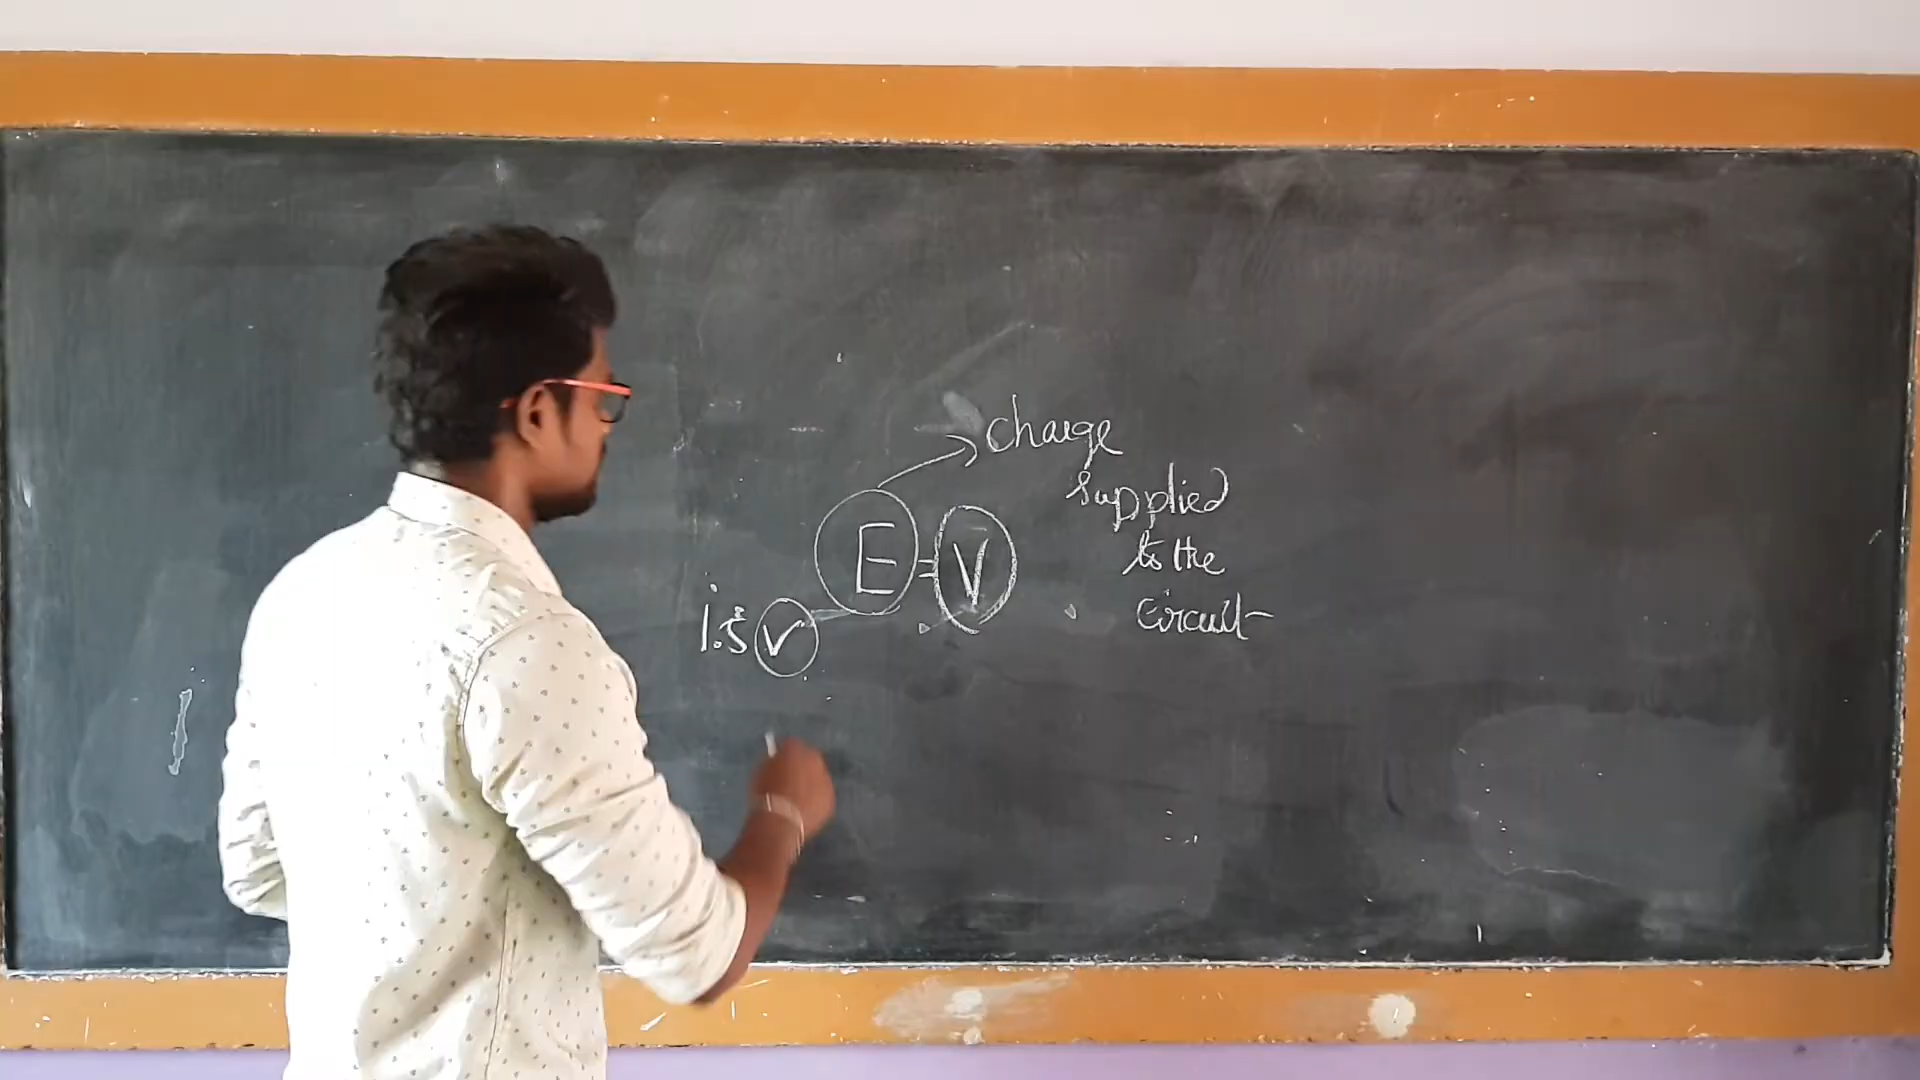 charge
supplied
to the
circuit
E = V
1.5 V